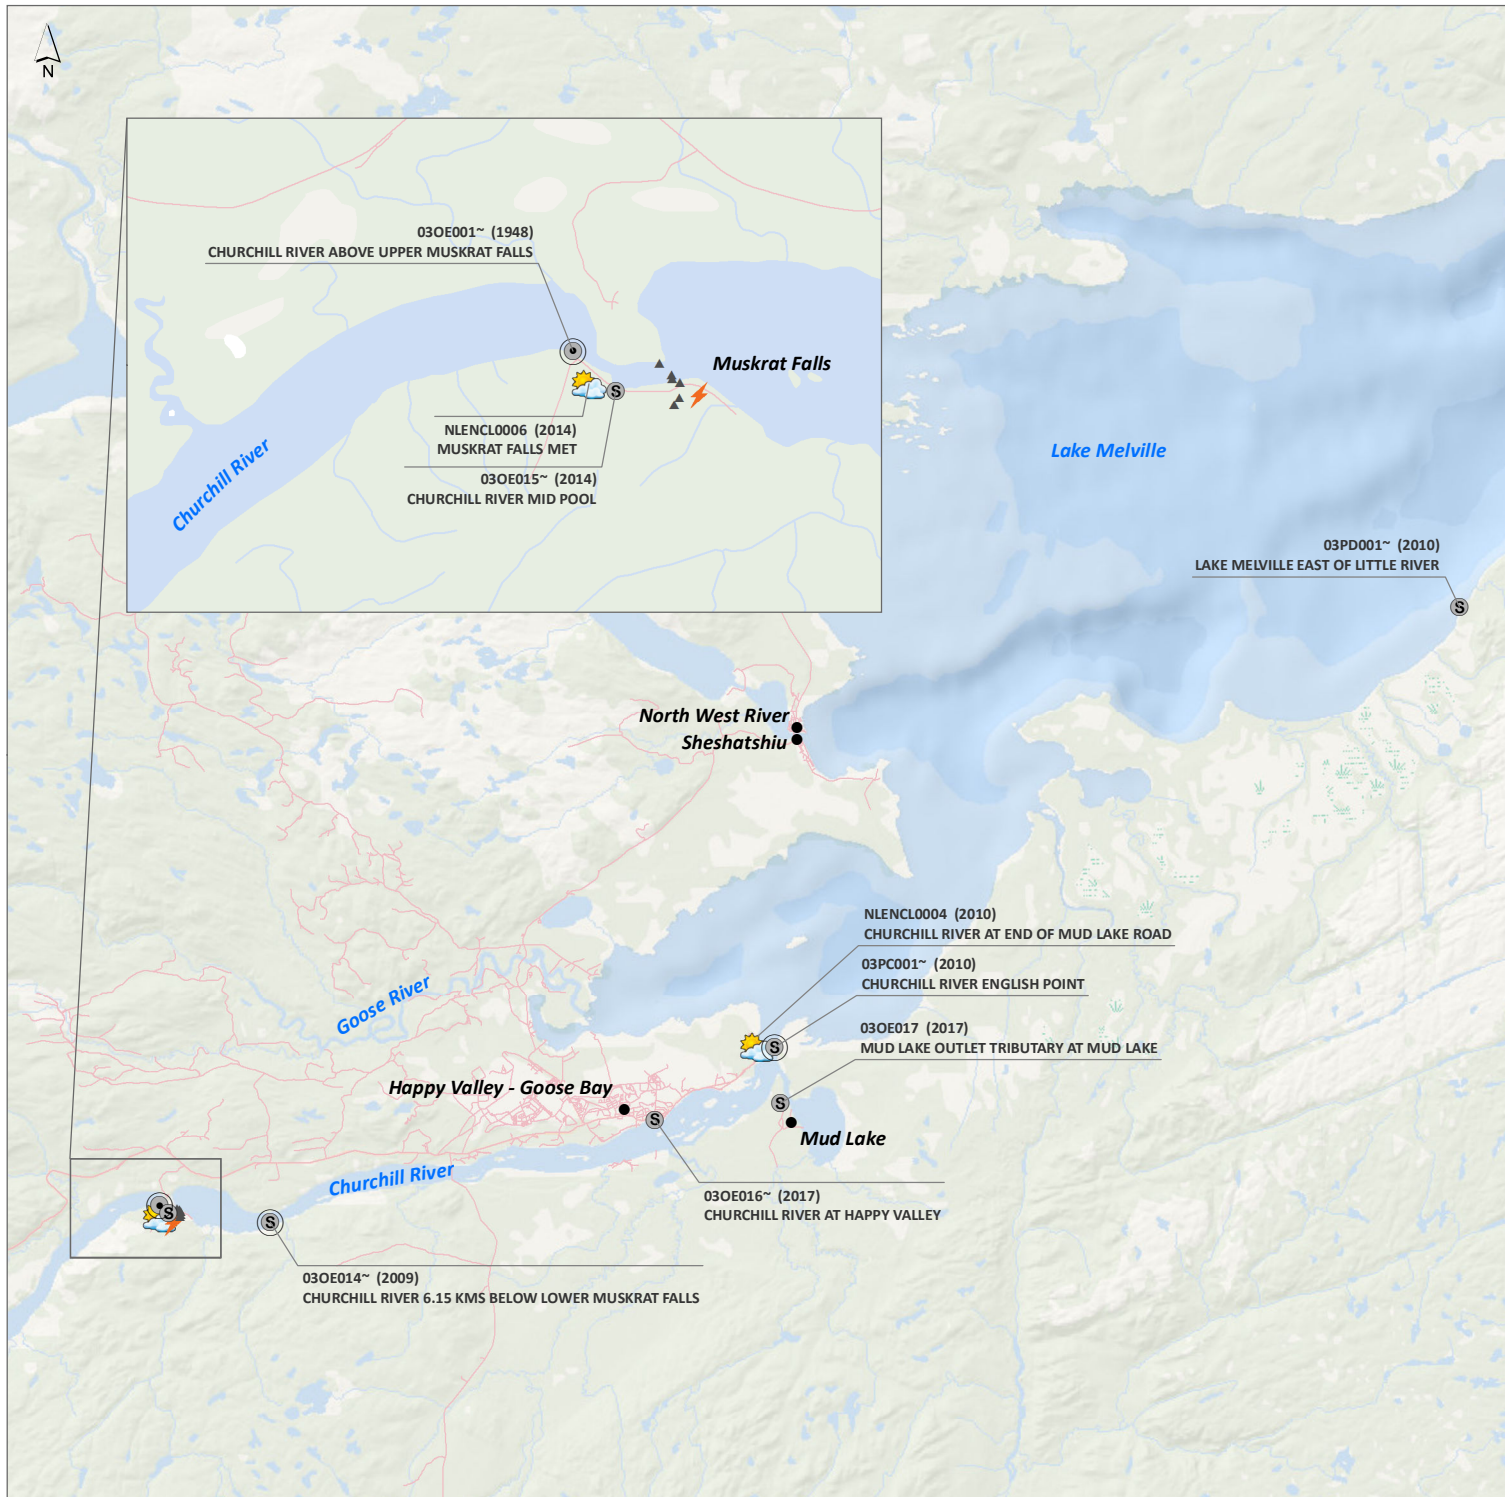 N
03OE001~ (1948)
CHURCHILL RIVER ABOVE UPPER MUSKRAT FALLS
Muskrat Falls
S
NLENCL0006 (2014)
MUSKRAT FALLS MET
03OE015~ (2014)
CHURCHILL RIVER MID POOL
Churchill River
Lake Melville
03PD001~ (2010)
LAKE MELVILLE EAST OF LITTLE RIVER
S
North West River
Sheshatshiu
NLENCL0004 (2010)
CHURCHILL RIVER AT END OF MUD LAKE ROAD
03PC001~ (2010)
CHURCHILL RIVER ENGLISH POINT
Goose River
03OE017 (2017)
MUD LAKE OUTLET TRIBUTARY AT MUD LAKE
S
Happy Valley - Goose Bay
S
S
Mud Lake
Churchill River
03OE016~ (2017)
CHURCHILL RIVER AT HAPPY VALLEY
S
S
03OE014~ (2009)
CHURCHILL RIVER 6.15 KMS BELOW LOWER MUSKRAT FALLS